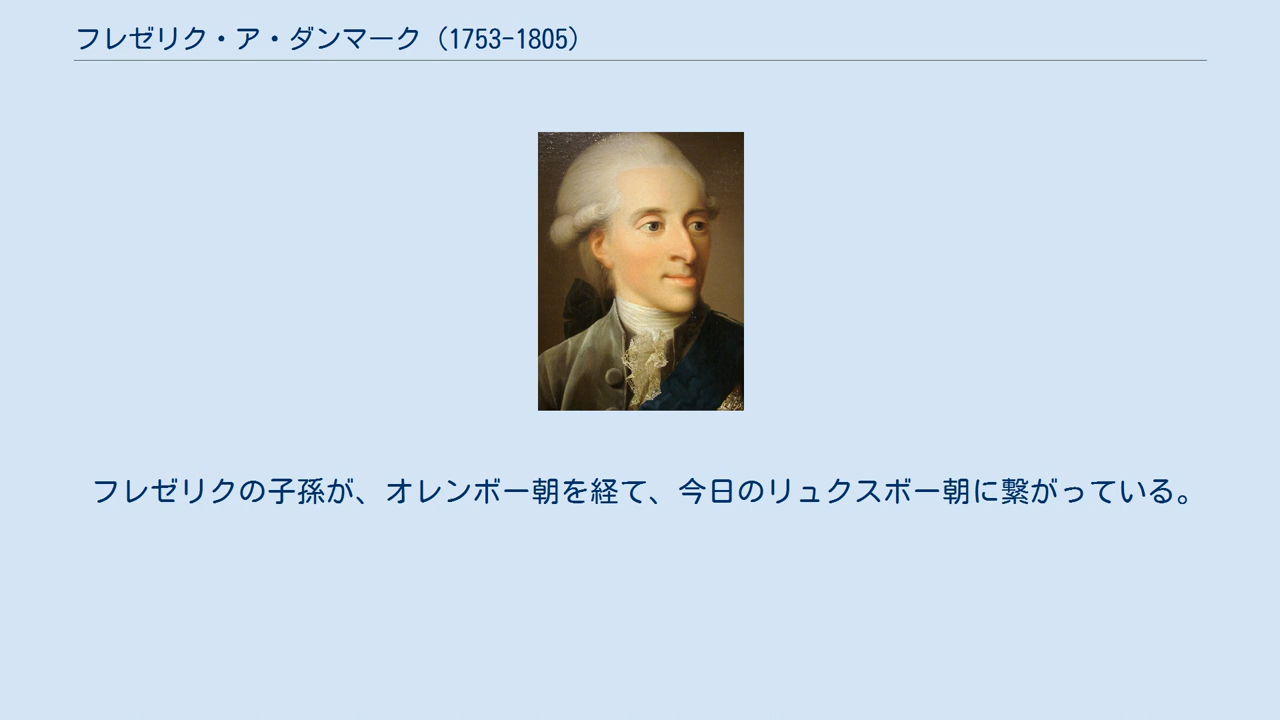 フレゼリク・ア・ダンマーク（1753-1805）
フレゼリクの子孫が、オレンボー朝を経て、今日のリュクスボー朝に繋がっている。